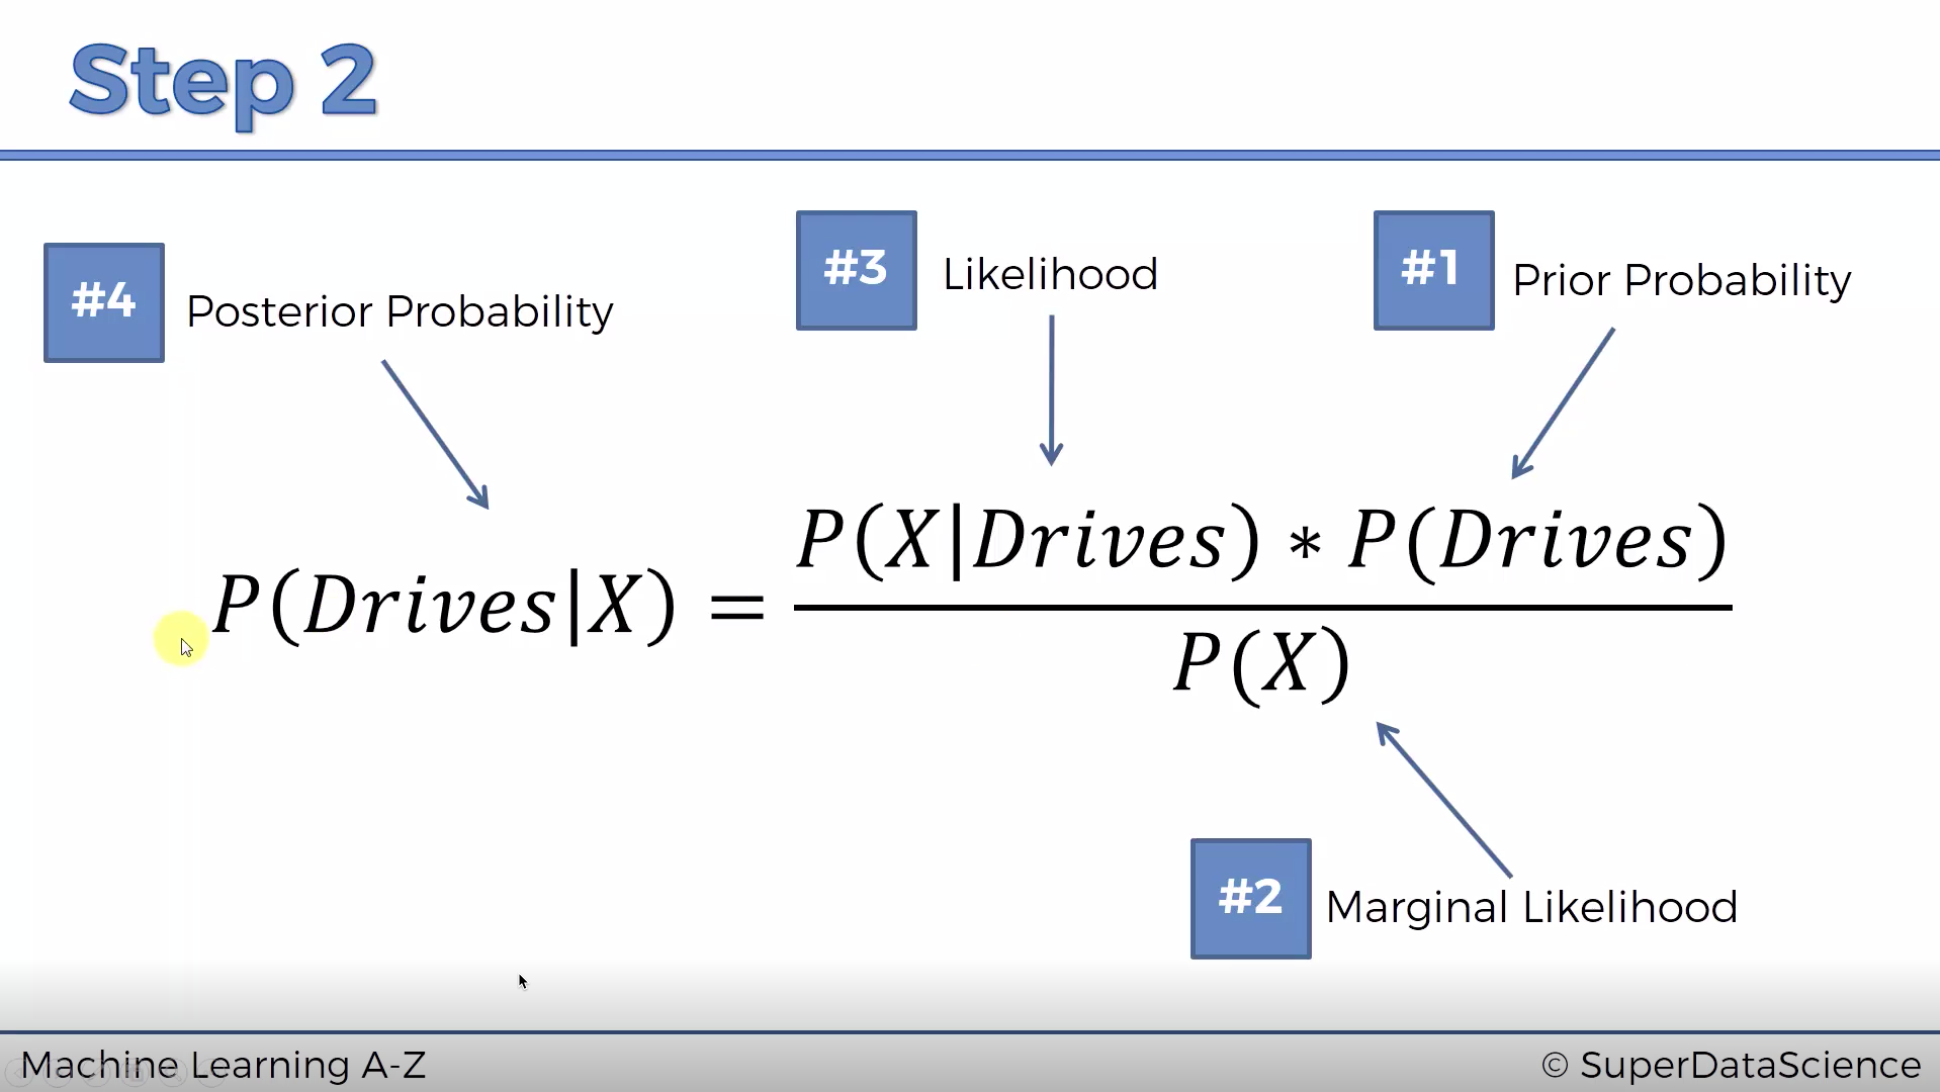 Step 2
#4 Posterior Probability
#3 Likelihood
#1 Prior Probability
P(Drives|X) = P(X|Drives) * P(Drives)
P(X)
#2 Marginal Likelihood
Machine Learning A-Z
© SuperDataScience